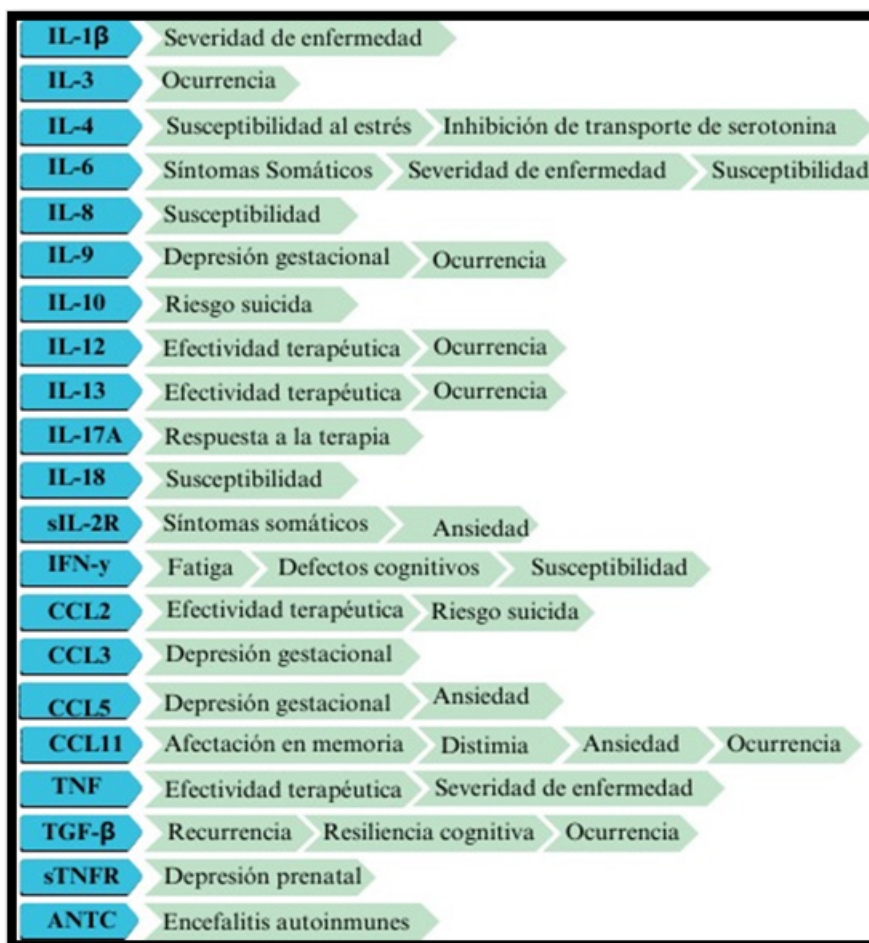 IL-1β Severidad de enfermedad
IL-3 Ocurrencia
IL-4 Susceptibilidad al estrés Inhibición de transporte de serotonina
IL-6 Síntomas Somáticos Severidad de enfermedad Susceptibilidad
IL-8 Susceptibilidad
IL-9 Depresión gestacional Ocurrencia
IL-10 Riesgo suicida
IL-12 Efectividad terapéutica Ocurrencia
IL-13 Efectividad terapéutica Ocurrencia
IL-17A Respuesta a la terapia
IL-18 Susceptibilidad
sIL-2R Síntomas somáticos Ansiedad
IFN-y Fatiga Defectos cognitivos Susceptibilidad
CCL2 Efectividad terapéutica Riesgo suicida
CCL3 Depresión gestacional
CCL5 Depresión gestacional Ansiedad
CCL11 Afectación en memoria Distimia Ansiedad Ocurrencia
TNF Efectividad terapéutica Severidad de enfermedad
TGF-β Recurrencia Resiliencia cognitiva Ocurrencia
sTNFR Depresión prenatal
ANTC Encefalitis autoinmunes